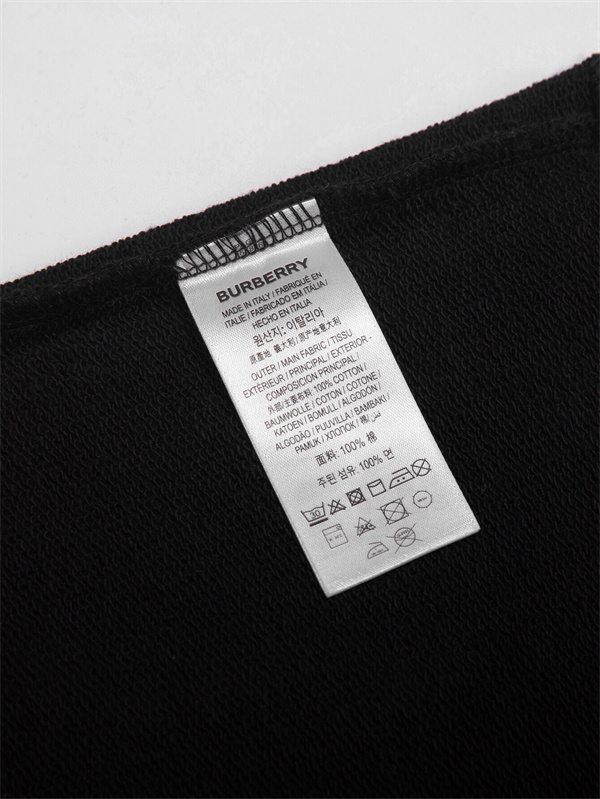 BURBERRY
MADE IN ITALY / FABRIQUÉ EN
ITALIE / FABRICADO EM ITÁLIA /
HECHO EN ITALIA
원산지: 이탈리아
原產地 義大利 / 原产地意大利
OUTER / MAIN FABRIC / TISSU
EXTÉRIEUR / PRINCIPAL / EXTERIOR -
COMPOSICION PRINCIPAL /
外部/主要布料: 100% COTTON /
BAUMWOLLE / COTON / COTONE /
KATOEN / BOMULL / ALGODÓN /
ALGODÃO / PUUVILLA / BAMBAKI /
PAMUK / ХЛОПОК / قطن /
面料: 100% 棉
주된 섬유: 100% 면
30